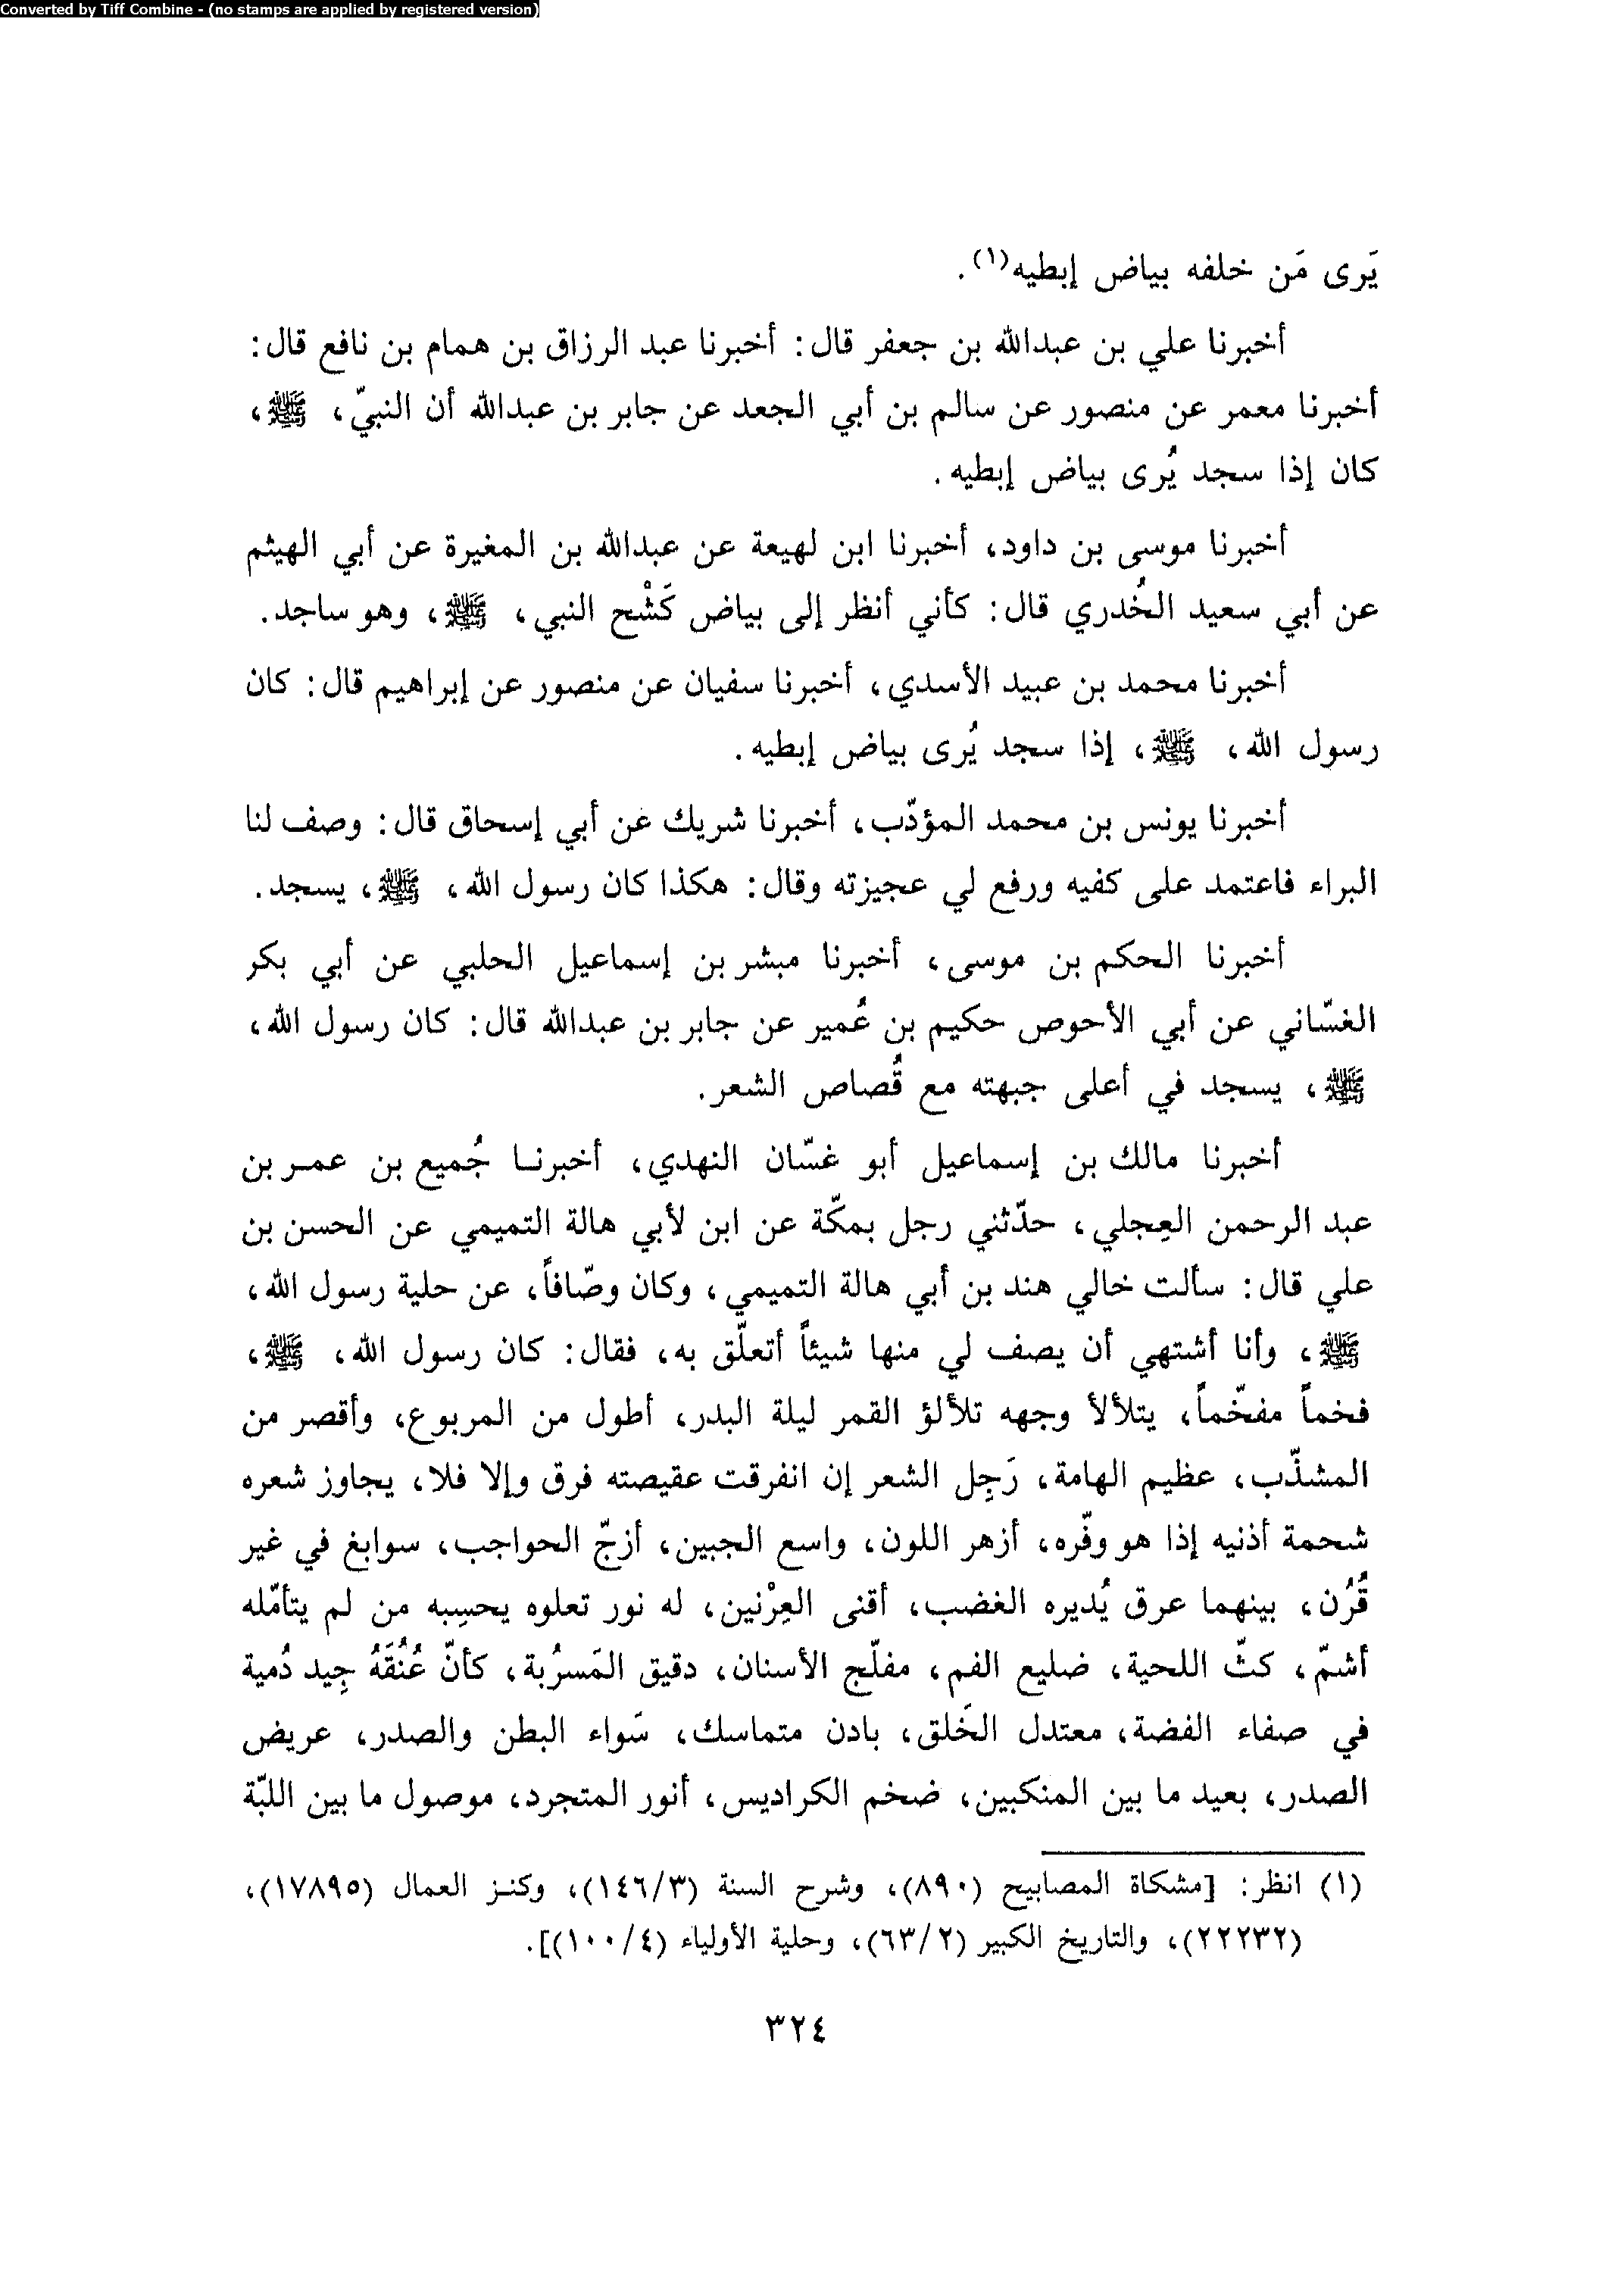 Converted by Tiff Combine - (no stamps are applied by registered version)
يَرى مَن خلفه بياض إبطيه(١).
أخبرنا علي بن عبدالله بن جعفر قال: أخبرنا عبد الرزاق بن همام بن نافع قال:
أخبرنا معمر عن منصور عن سالم بن أبي الجعد عن جابر بن عبدالله أن النبيّ، ﷺ،
كان إذا سجد يُرى بياض إبطيه.
أخبرنا موسى بن داود، أخبرنا ابن لهيعة عن عبدالله بن المغيرة عن أبي الهيثم
عن أبي سعيد الخُدري قال: كأني أنظر إلى بياض كَشْح النبي، ﷺ، وهو ساجد.
أخبرنا محمد بن عبيد الأسدي، أخبرنا سفيان عن منصور عن إبراهيم قال: كان
رسول الله، ﷺ، إذا سجد يُرى بياض إبطيه.
أخبرنا يونس بن محمد المؤدّب، أخبرنا شريك عن أبي إسحاق قال: وصف لنا
البراء فاعتمد على كفيه ورفع لي عجيزته وقال: هكذا كان رسول الله، ﷺ، يسجد.
أخبرنا الحكم بن موسى، أخبرنا مبشر بن إسماعيل الحلبي عن أبي بكر
الغسّاني عن أبي الأحوص حكيم بن عُمير عن جابر بن عبدالله قال: كان رسول الله،
ﷺ، يسجد في أعلى جبهته مع قُصاص الشعر.
أخبرنا مالك بن إسماعيل أبو غسّان النهدي، أخبرنا جُميع بن عمر بن
عبد الرحمن العِجلي، حدّثني رجل بمكّة عن ابن لأبي هالة التميمي عن الحسن بن
علي قال: سألت خالي هند بن أبي هالة التميمي، وكان وصّافاً، عن حلية رسول الله،
ﷺ، وأنا أشتهي أن يصف لي منها شيئاً أتعلّق به، فقال: كان رسول الله، ﷺ،
فخماً مفخّماً، يتلألأ وجهه تلألؤ القمر ليلة البدر، أطول من المربوع، وأقصر من
المشذّب، عظيم الهامة، رَجِل الشعر إن انفرقت عقيصته فرق وإلا فلا، يجاوز شعره
شحمة أذنيه إذا هو وفّره، أزهر اللون، واسع الجبين، أزجّ الحواجب، سوابغ في غير
قُرُن، بينهما عرق يُديره الغضب، أقنى العِرْنين، له نور تعلوه يحسِبه من لم يتأمّله
أشمّ، كثّ اللحية، ضليع الفم، مفلّج الأسنان، دقيق المَسرُبة، كأنّ عُنُقَهُ جِيد دُمية
في صفاء الفضة، معتدل الخَلق، بادن متماسك، سَواء البطن والصدر، عريض
الصدر، بعيد ما بين المنكبين، ضخم الكراديس، أنور المتجرد، موصول ما بين اللبّة
(١) انظر: [مشكاة المصابيح (٨٩٠)، وشرح السنة (١٤٦/٣)، وكنز العمال (١٧٨٩٥)،
(٢٢٢٣٢)، والتاريخ الكبير (٦٣/٢)، وحلية الأولياء (١٠٠/٤)].
٣٢٤